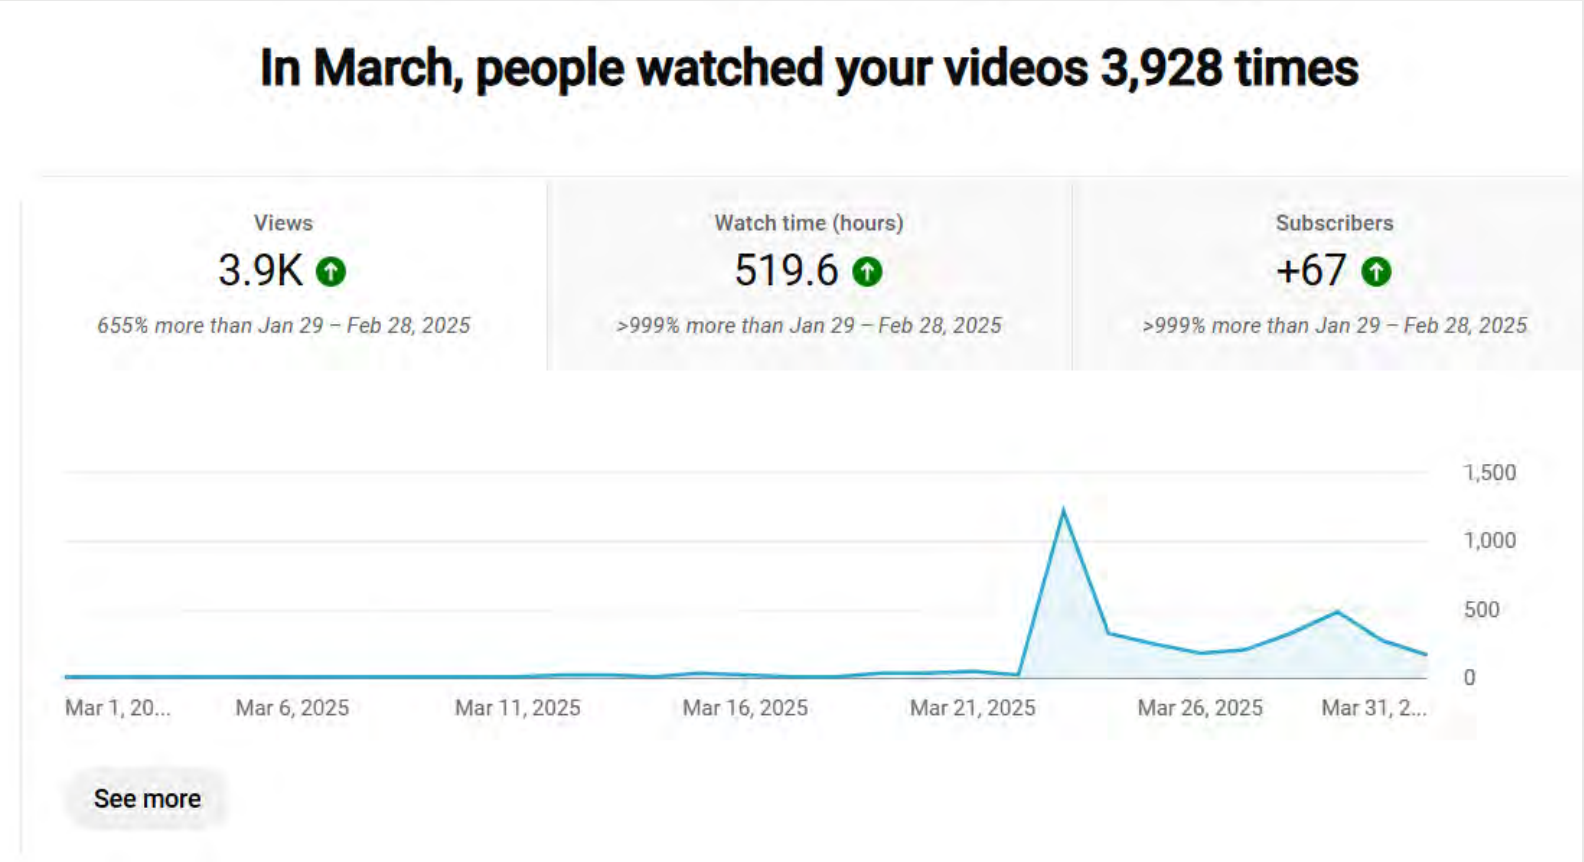 In March, people watched your videos 3,928 times
Views
3.9K
655% more than Jan 29 – Feb 28, 2025
Watch time (hours)
519.6
>999% more than Jan 29 – Feb 28, 2025
Subscribers
+67
>999% more than Jan 29 – Feb 28, 2025
1,500
1,000
500
0
Mar 1, 20...
Mar 6, 2025
Mar 11, 2025
Mar 16, 2025
Mar 21, 2025
Mar 26, 2025
Mar 31, 2...
See more